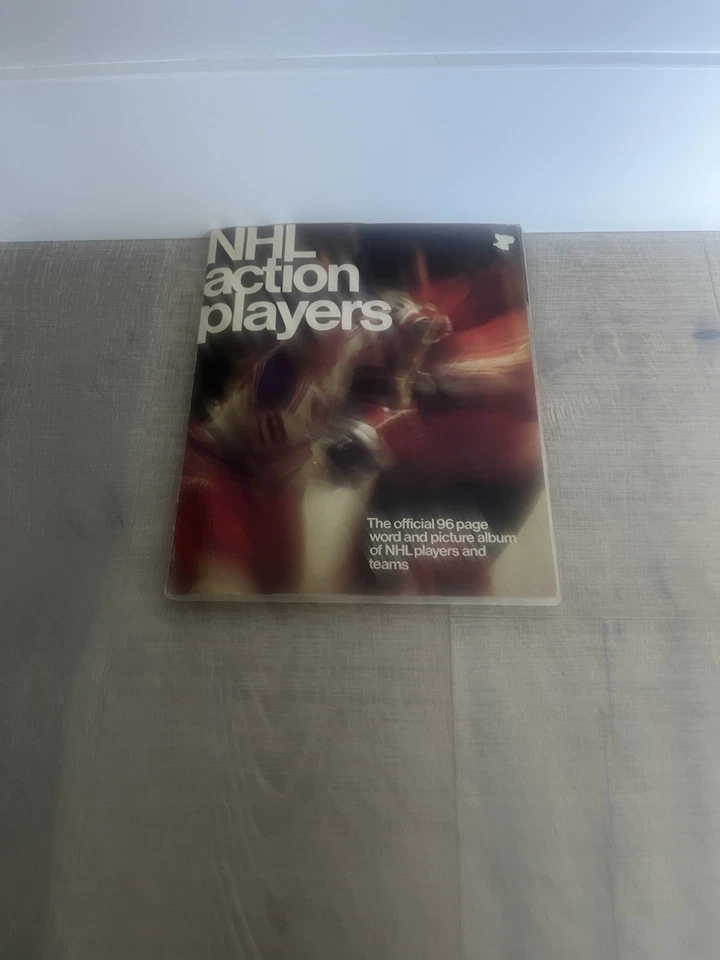 NHL
action
players
The official 96 page
word and picture album
of NHL players and
teams